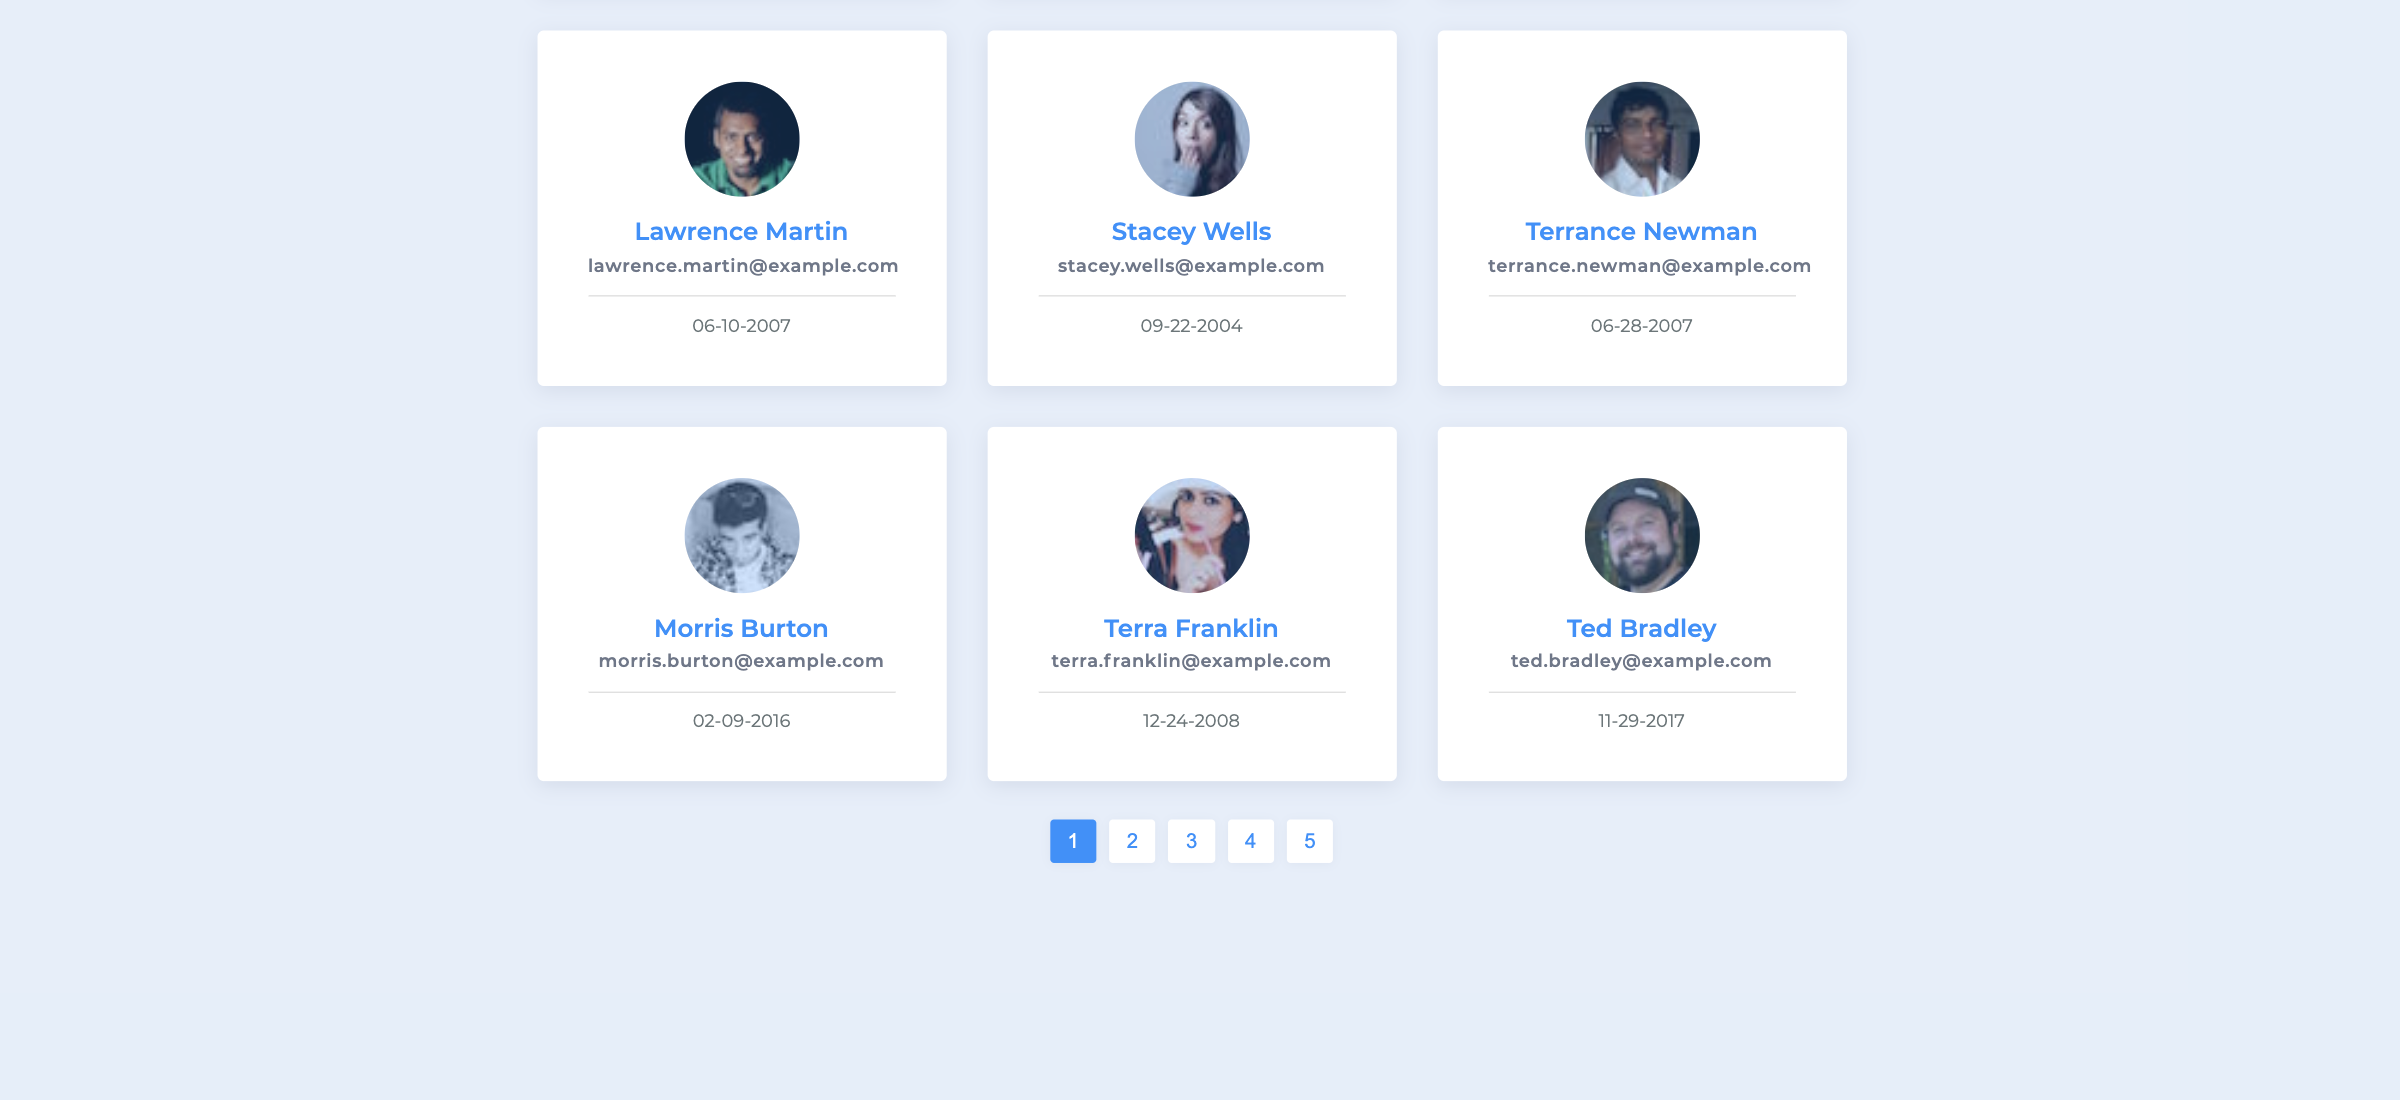 Lawrence Martin
lawrence.martin@example.com
06-10-2007
Stacey Wells
stacey.wells@example.com
09-22-2004
Terrance Newman
terrance.newman@example.com
06-28-2007
Morris Burton
morris.burton@example.com
02-09-2016
Terra Franklin
terra.franklin@example.com
12-24-2008
Ted Bradley
ted.bradley@example.com
11-29-2017
1 2 3 4 5